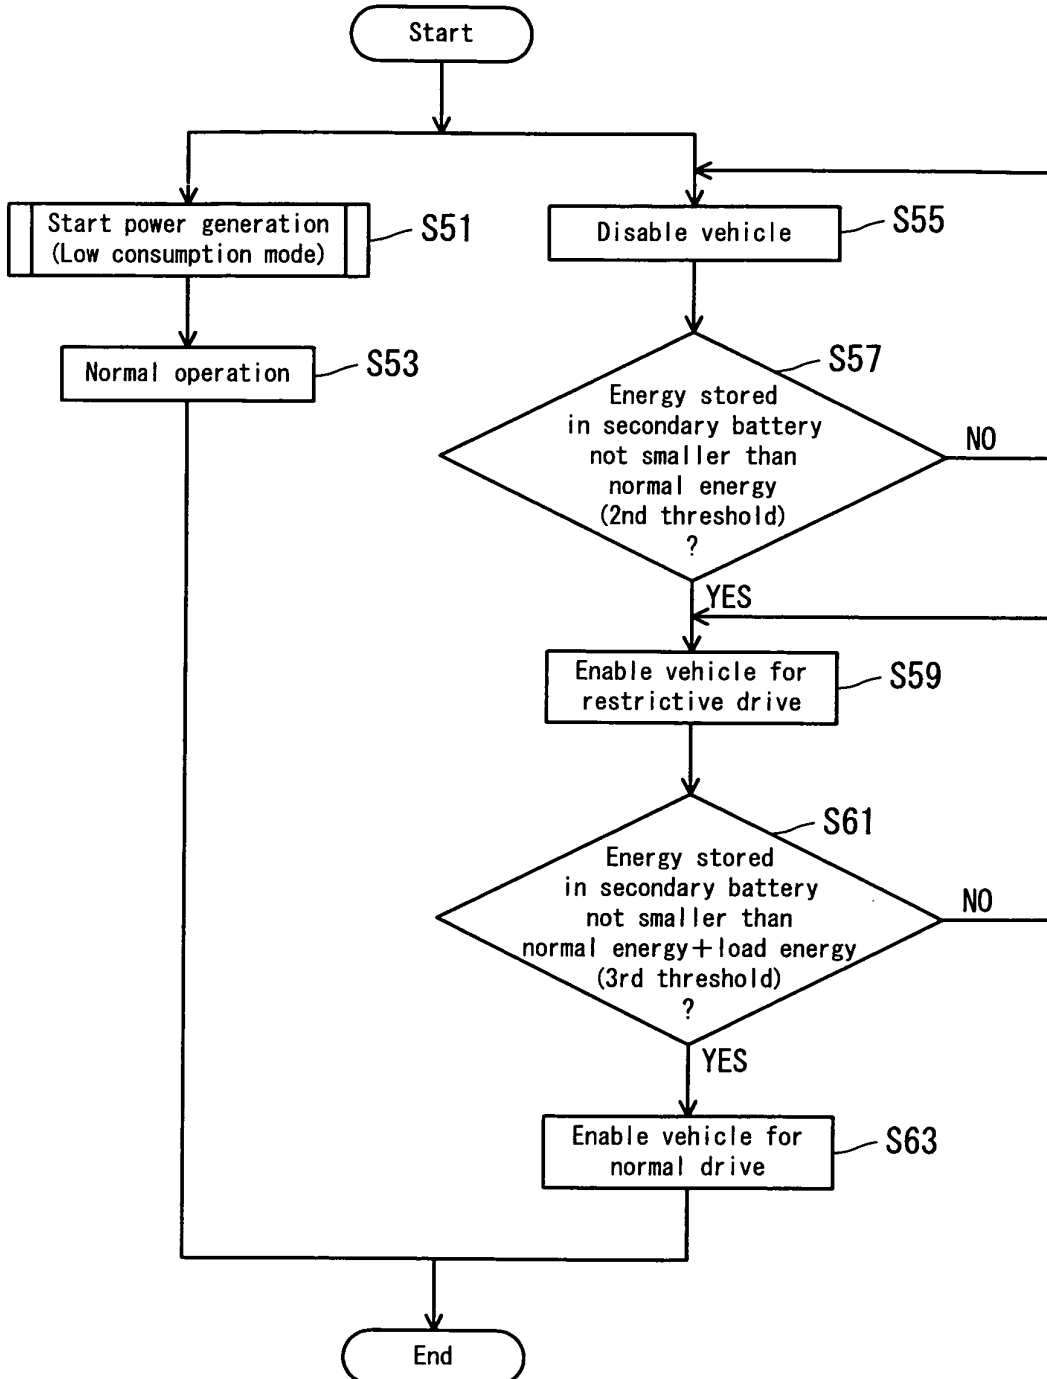 Start
Start power generation
(Low consumption mode)
S51
Normal operation
S53
Disable vehicle
S55
S57
Energy stored
in secondary battery
not smaller than
normal energy
(2nd threshold)
?
NO
YES
Enable vehicle for
restrictive drive
S59
S61
Energy stored
in secondary battery
not smaller than
normal energy+load energy
(3rd threshold)
?
NO
YES
Enable vehicle for
normal drive
S63
End